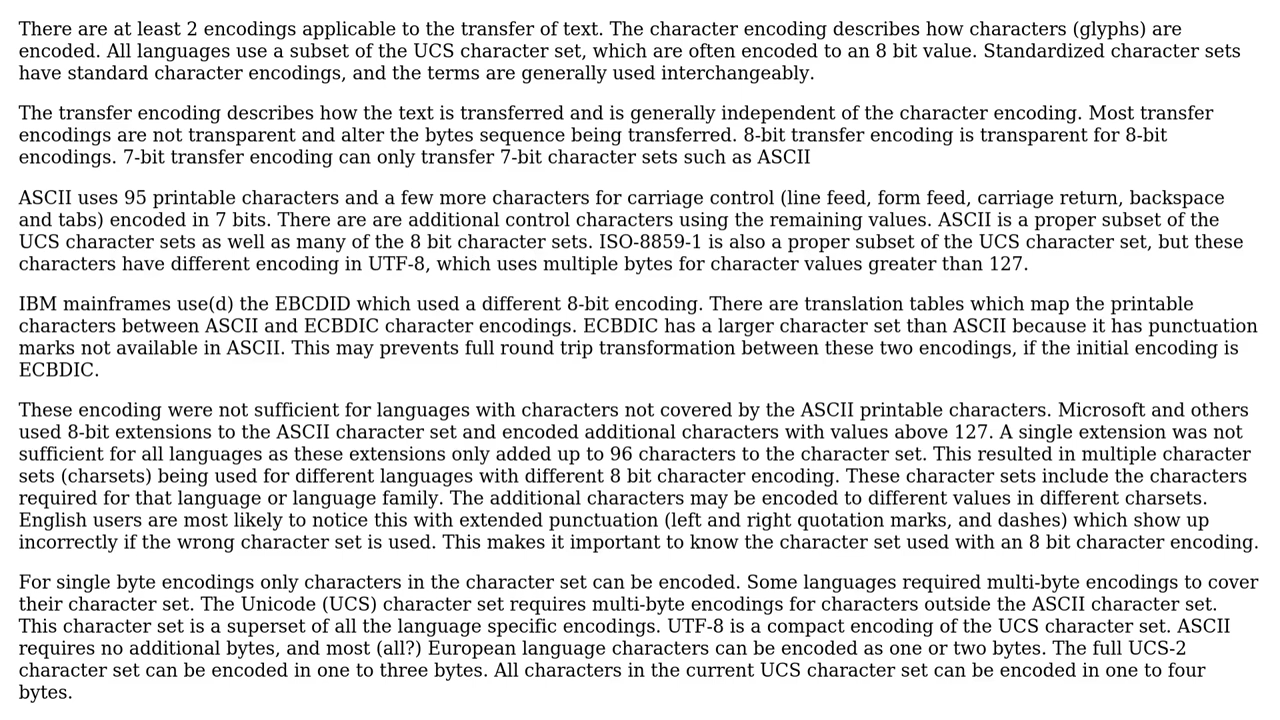 There are at least 2 encodings applicable to the transfer of text. The character encoding describes how characters (glyphs) are
encoded. All languages use a subset of the UCS character set, which are often encoded to an 8 bit value. Standardized character sets
have standard character encodings, and the terms are generally used interchangeably.
The transfer encoding describes how the text is transferred and is generally independent of the character encoding. Most transfer
encodings are not transparent and alter the bytes sequence being transferred. 8-bit transfer encoding is transparent for 8-bit
encodings. 7-bit transfer encoding can only transfer 7-bit character sets such as ASCII
ASCII uses 95 printable characters and a few more characters for carriage control (line feed, form feed, carriage return, backspace
and tabs) encoded in 7 bits. There are are additional control characters using the remaining values. ASCII is a proper subset of the
UCS character sets as well as many of the 8 bit character sets. ISO-8859-1 is also a proper subset of the UCS character set, but these
characters have different encoding in UTF-8, which uses multiple bytes for character values greater than 127.
IBM mainframes use(d) the EBCDID which used a different 8-bit encoding. There are translation tables which map the printable
characters between ASCII and ECBDIC character encodings. ECBDIC has a larger character set than ASCII because it has punctuation
marks not available in ASCII. This may prevents full round trip transformation between these two encodings, if the initial encoding is
ECBDIC.
These encoding were not sufficient for languages with characters not covered by the ASCII printable characters. Microsoft and others
used 8-bit extensions to the ASCII character set and encoded additional characters with values above 127. A single extension was not
sufficient for all languages as these extensions only added up to 96 characters to the character set. This resulted in multiple character
sets (charsets) being used for different languages with different 8 bit character encoding. These character sets include the characters
required for that language or language family. The additional characters may be encoded to different values in different charsets.
English users are most likely to notice this with extended punctuation (left and right quotation marks, and dashes) which show up
incorrectly if the wrong character set is used. This makes it important to know the character set used with an 8 bit character encoding.
For single byte encodings only characters in the character set can be encoded. Some languages required multi-byte encodings to cover
their character set. The Unicode (UCS) character set requires multi-byte encodings for characters outside the ASCII character set.
This character set is a superset of all the language specific encodings. UTF-8 is a compact encoding of the UCS character set. ASCII
requires no additional bytes, and most (all?) European language characters can be encoded as one or two bytes. The full UCS-2
character set can be encoded in one to three bytes. All characters in the current UCS character set can be encoded in one to four
bytes.